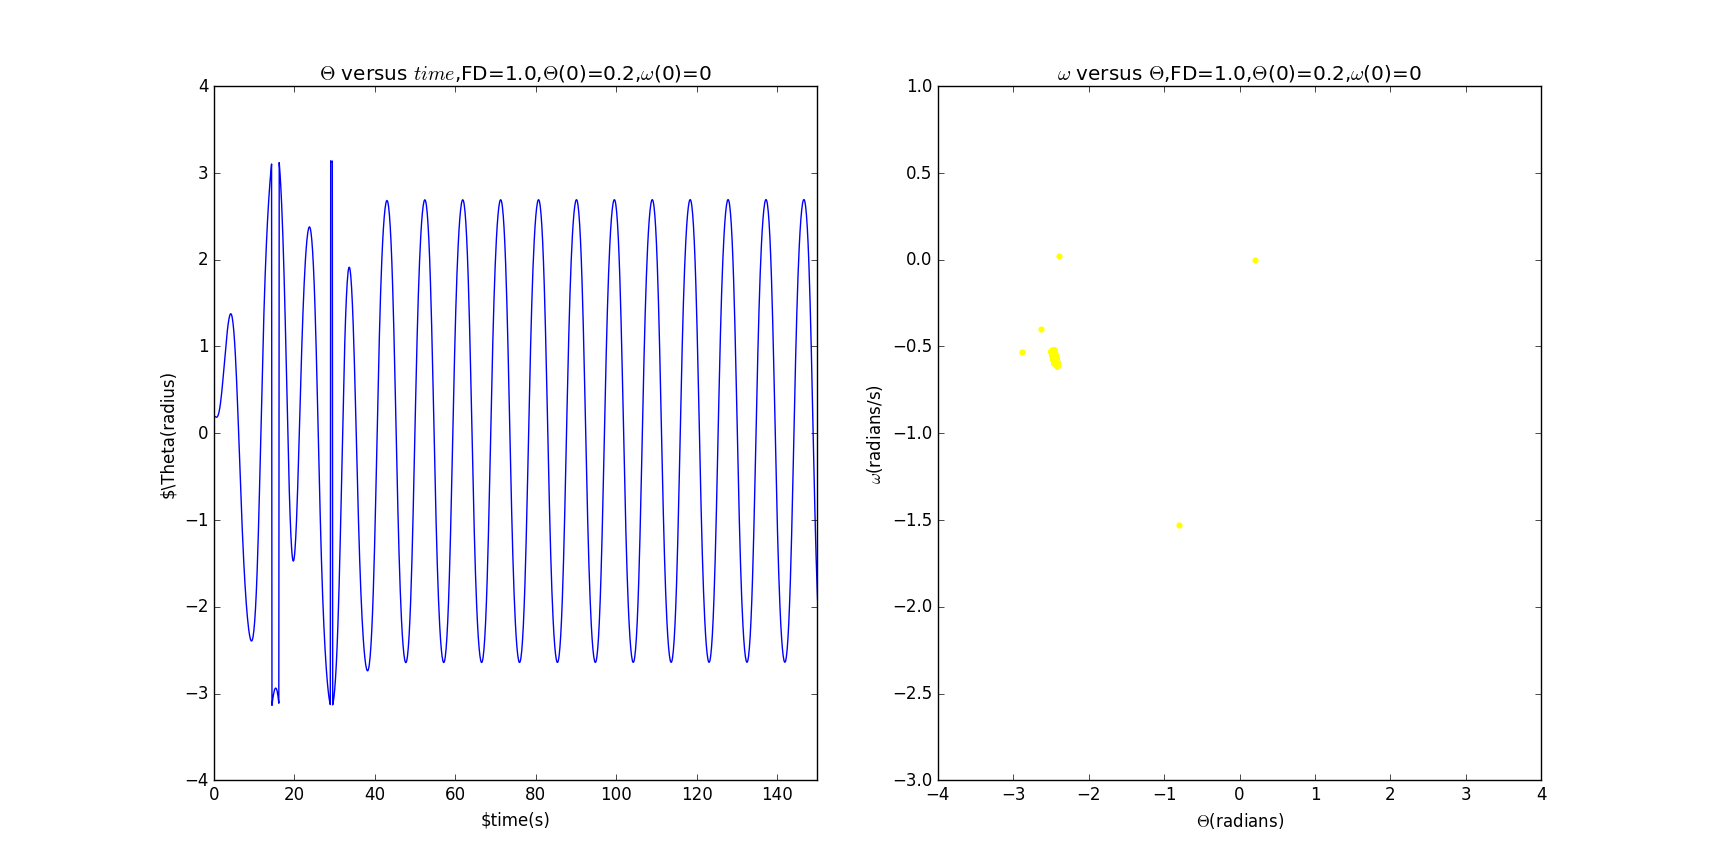 Θ versus time,FD=1.0,Θ(0)=0.2,ω(0)=0
4
3
2
1
0
−1
−2
−3
−4
$\Theta(radius)
0 20 40 60 80 100 120 140
$time(s)
ω versus Θ,FD=1.0,Θ(0)=0.2,ω(0)=0
1.0
0.5
0.0
−0.5
−1.0
−1.5
−2.0
−2.5
−3.0
ω(radians/s)
−4 −3 −2 −1 0 1 2 3 4
Θ(radians)